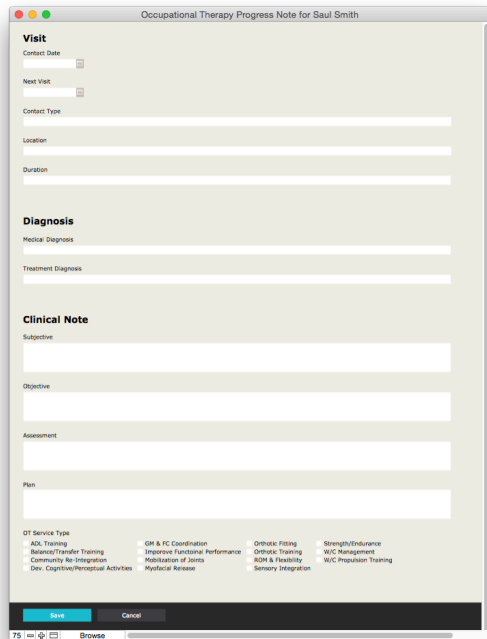 Occupational Therapy Progress Note for Saul Smith
Visit
Contact Date
Next Visit
Contact Type
Location
Duration
Diagnosis
Medical Diagnosis
Treatment Diagnosis
Clinical Note
Subjective
Objective
Assessment
Plan
OT Service Type
ADL Training GM & FC Coordination Orthotic Fitting Strength/Endurance
Balance/Transfer Training Imporove Functoinal Performance Orthotic Training W/C Management
Community Re-Integration Mobilization of Joints ROM & Flexibility W/C Propulsion Training
Dev. Cognitive/Perceptual Activities Myofacial Release Sensory Integration
Save Cancel
75 Browse